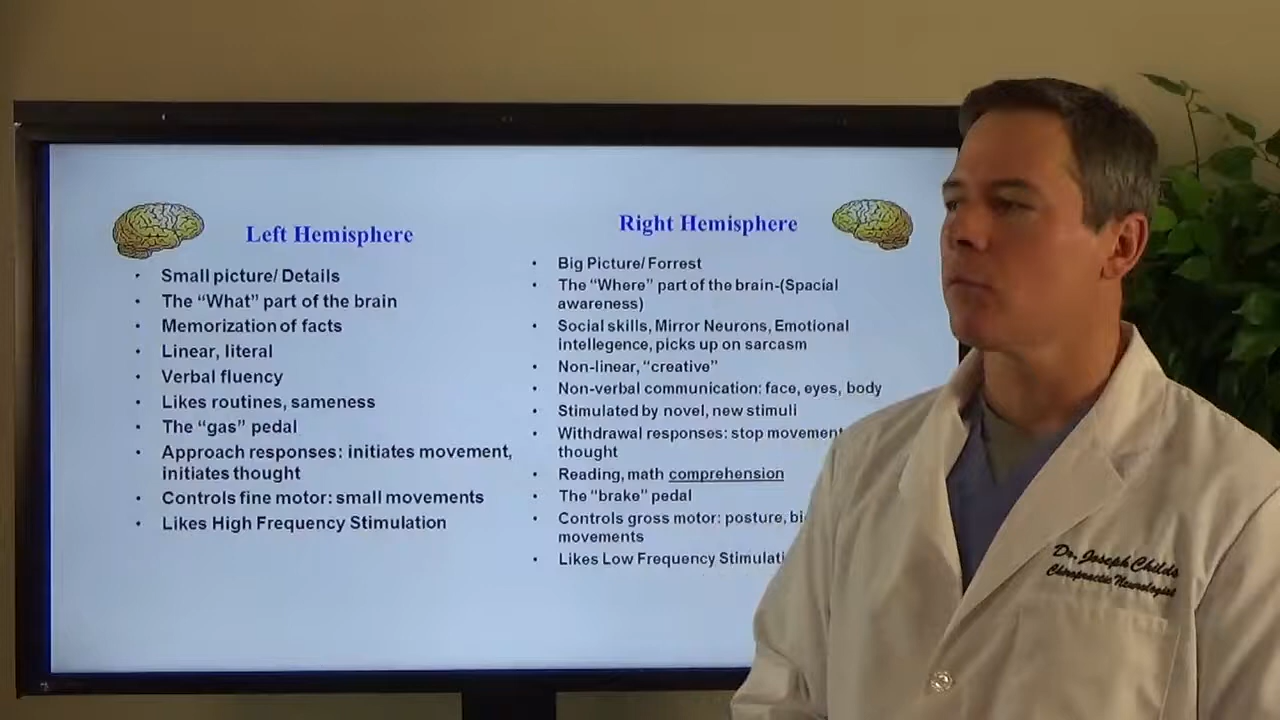 Left Hemisphere
• Small picture/ Details
• The “What” part of the brain
• Memorization of facts
• Linear, literal
• Verbal fluency
• Likes routines, sameness
• The “gas” pedal
• Approach responses: initiates movement,
initiates thought
• Controls fine motor: small movements
• Likes High Frequency Stimulation
Right Hemisphere
• Big Picture/ Forrest
• The “Where” part of the brain-(Spacial
awareness)
• Social skills, Mirror Neurons, Emotional
intellegence, picks up on sarcasm
• Non-linear, “creative”
• Non-verbal communication: face, eyes, body
• Stimulated by novel, new stimuli
• Withdrawal responses: stop movement
thought
• Reading, math comprehension
• The “brake” pedal
• Controls gross motor: posture,
movements
• Likes Low Frequency
Dr. Joseph Childs
Chiropractic Neurologist